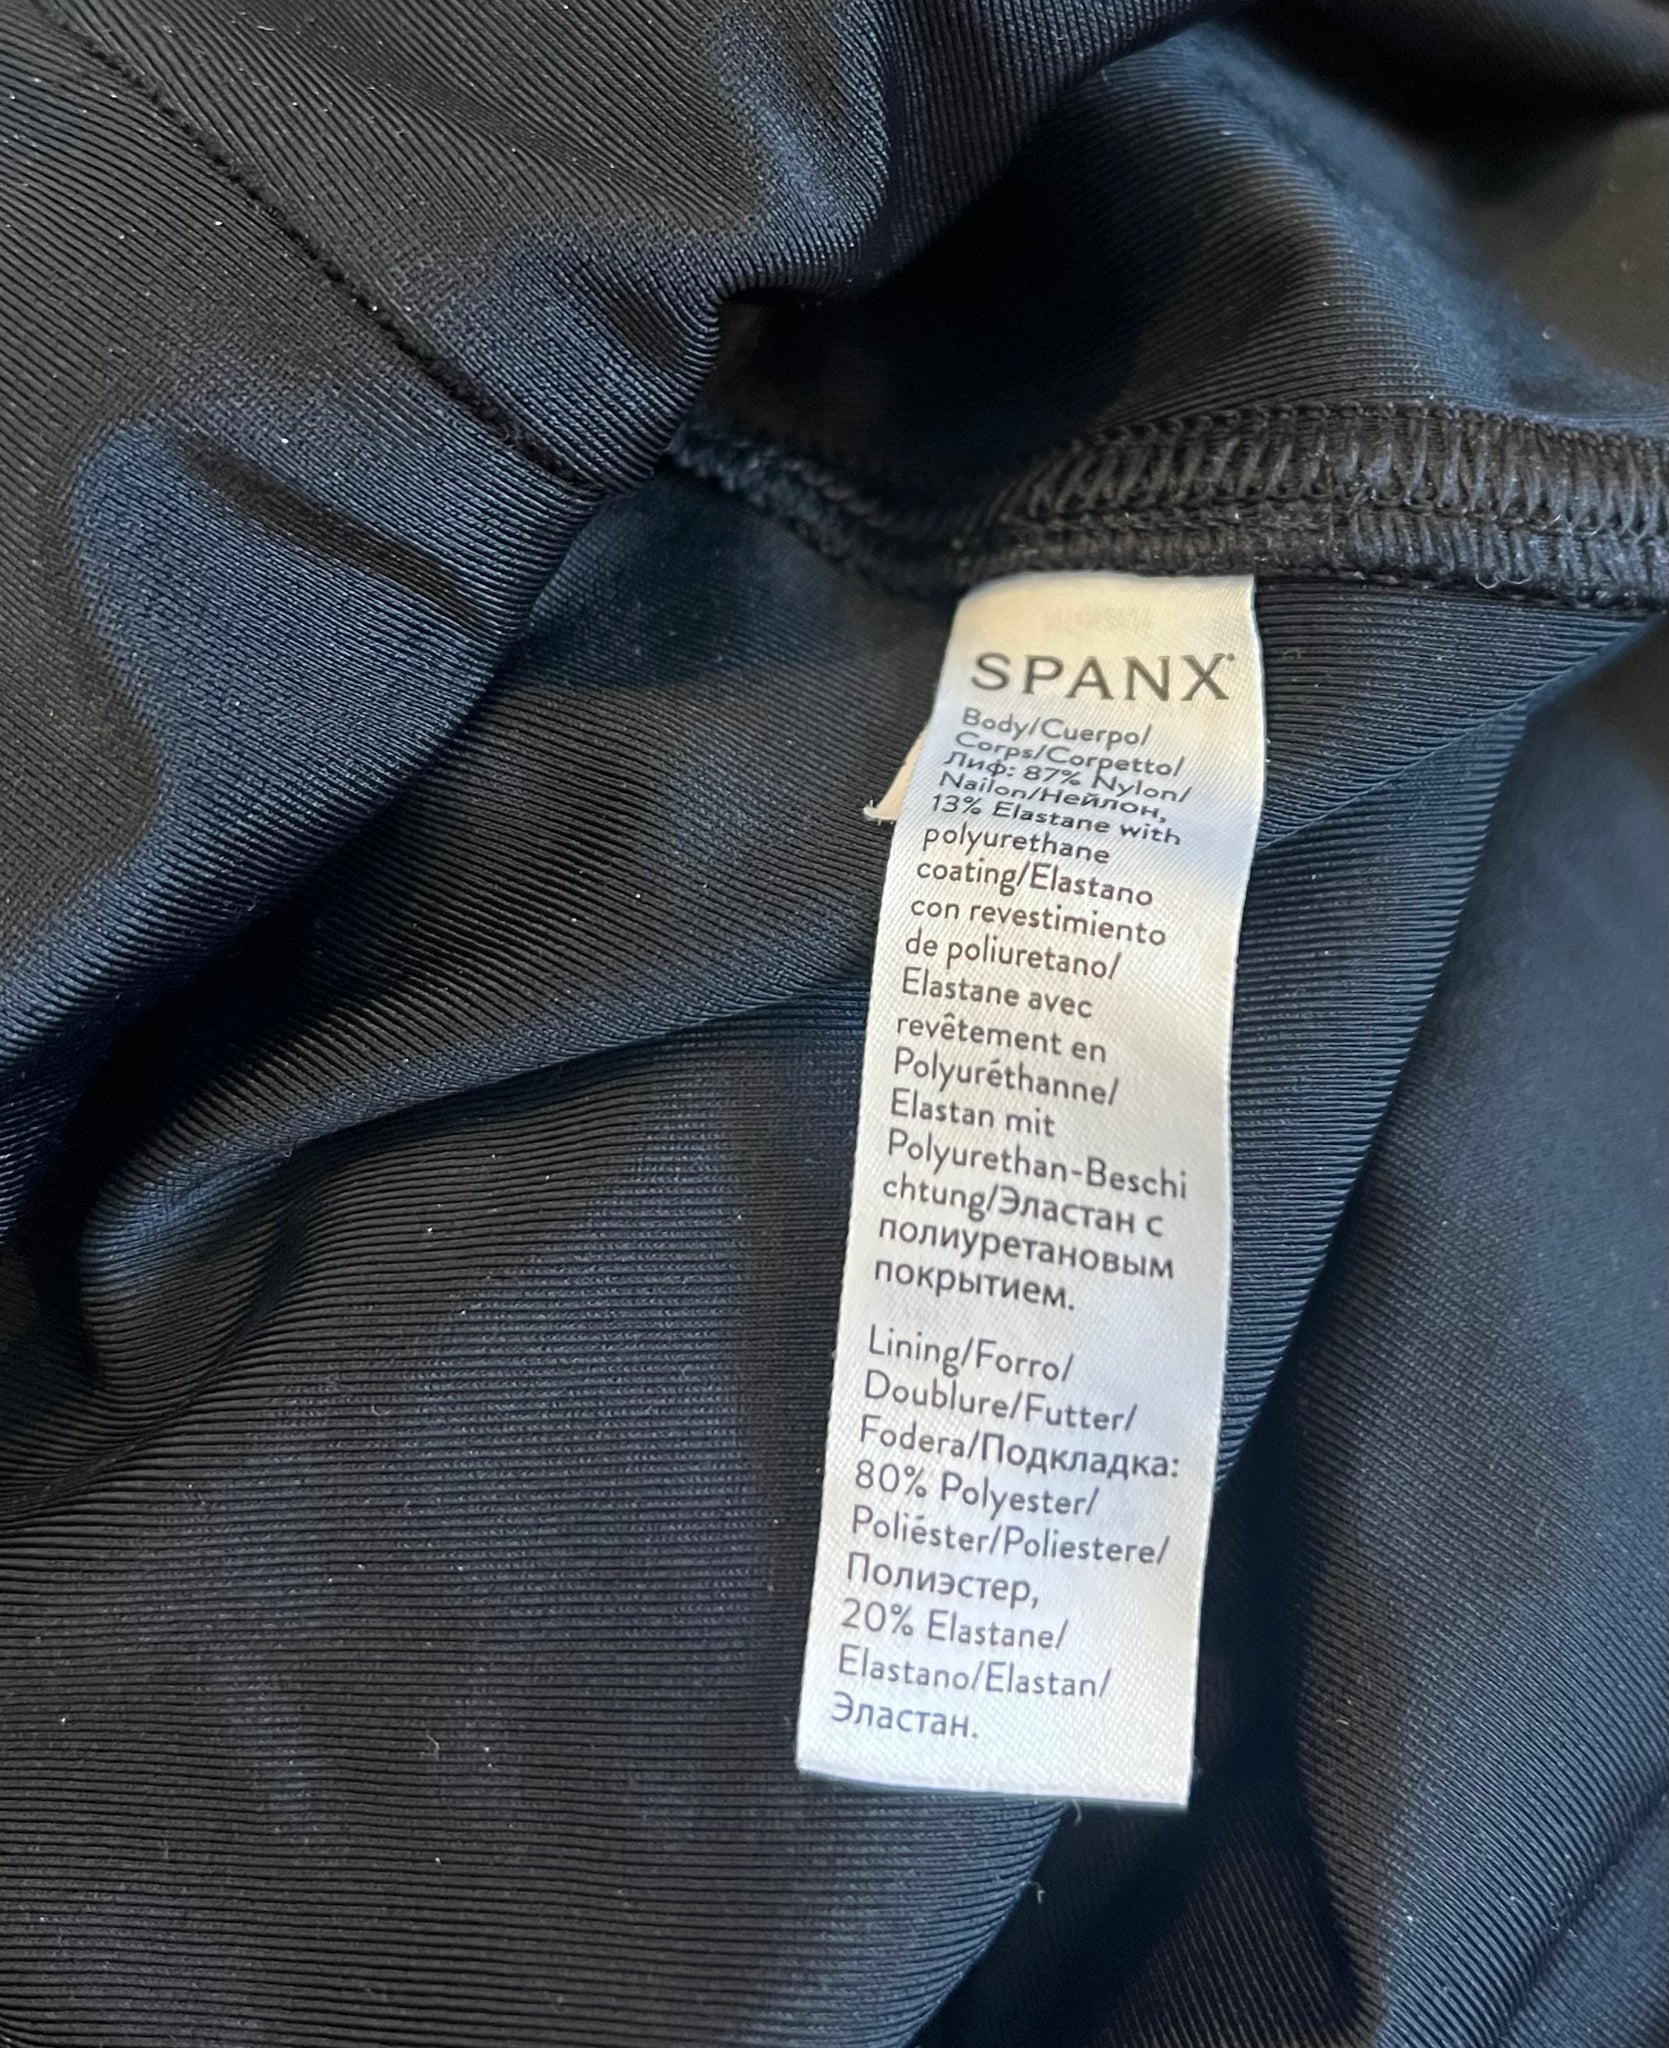 SPANX
Body/Cuerpo/
Corps/Corpetto/
Лиф: 87% Nylon/
Nailon/Нейлон,
13% Elastane with
polyurethane
coating/Elastano
con revestimiento
de poliuretano/
Elastane avec
revêtement en
Polyuréthanne/
Elastan mit
Polyurethan-Beschi
chtung/Эластан с
полиуретановым
покрытием.
Lining/Forro/
Doublure/Futter/
Fodera/Подкладка:
80% Polyester/
Poliéster/Poliestere/
Полиэстер,
20% Elastane/
Elastano/Elastan/
Эластан.